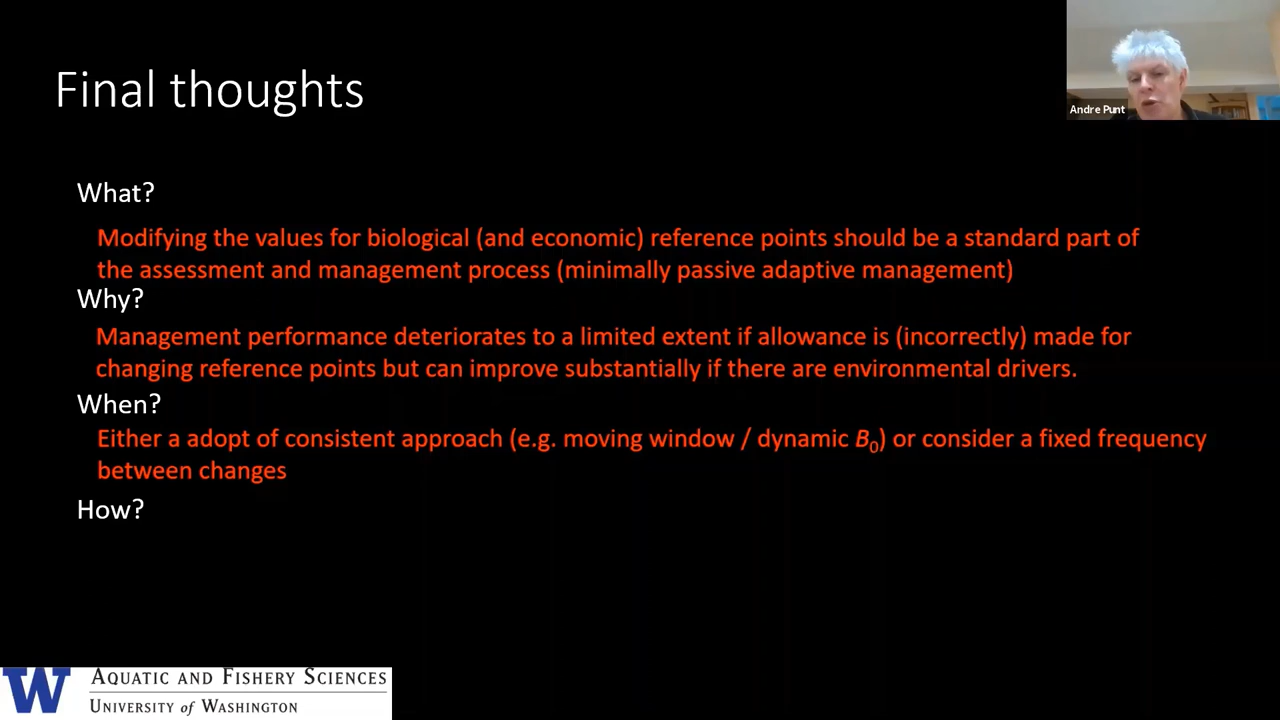 Final thoughts
Andre Punt
What?
Modifying the values for biological (and economic) reference points should be a standard part of
the assessment and management process (minimally passive adaptive management)
Why?
Management performance deteriorates to a limited extent if allowance is (incorrectly) made for
changing reference points but can improve substantially if there are environmental drivers.
When?
Either a adopt of consistent approach (e.g. moving window / dynamic B0) or consider a fixed frequency
between changes
How?
W
AQUATIC AND FISHERY SCIENCES
UNIVERSITY of WASHINGTON